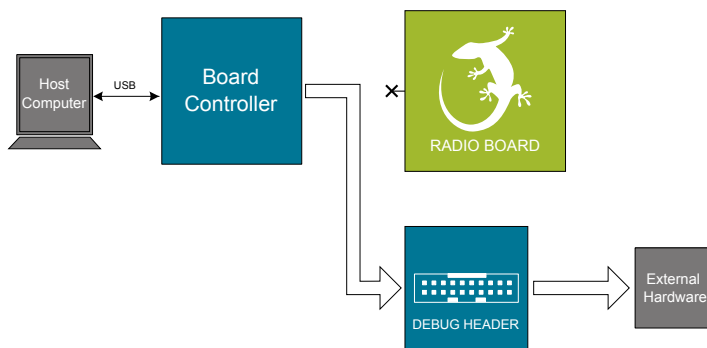 Host
Computer
USB
Board
Controller
RADIO BOARD
DEBUG HEADER
External
Hardware